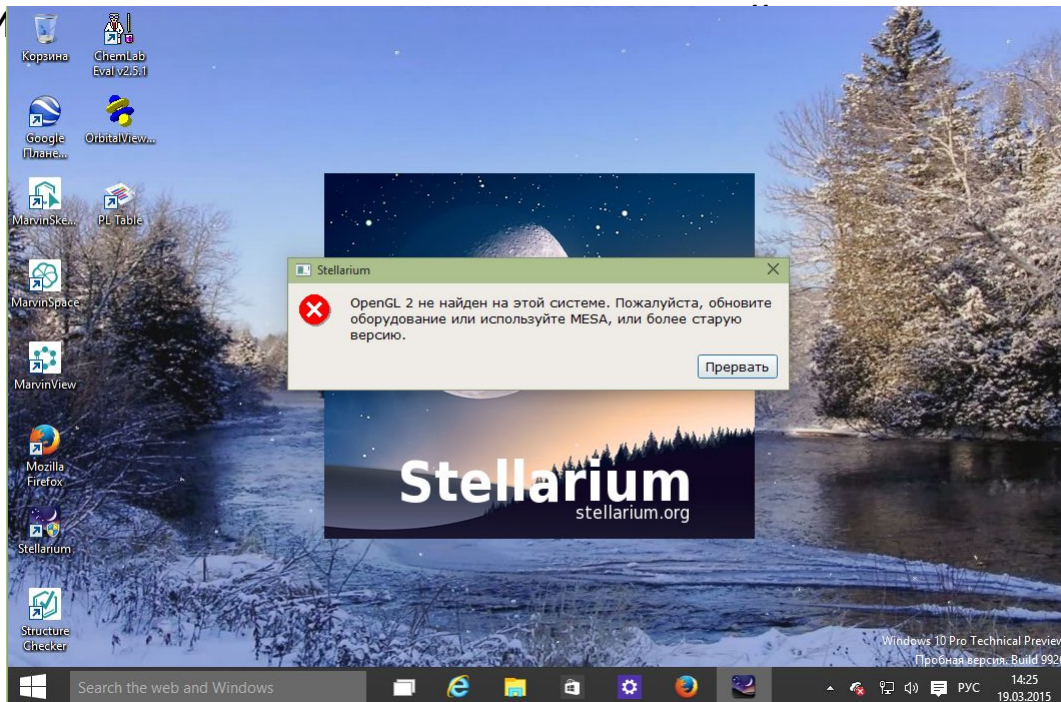 Корзина
ChemLab
Eval v2.5.1
Google
Плане...
OrbitalView...
MarvinSke...
PL Table
MarvinSpace
MarvinView
Mozilla
Firefox
Stellarium
Structure
Checker
Stellarium
OpenGL 2 не найден на этой системе. Пожалуйста, обновите
оборудование или используйте MESA, или более старую
версию.
Прервать
Stellarium
stellarium.org
Windows 10 Pro Technical Preview
Пробная версия. Build 992
Search the web and Windows
РУС
14:25
19.03.2015